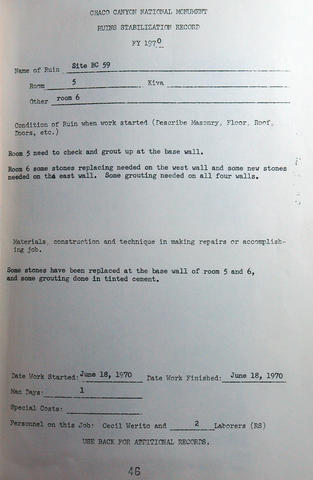 CHACO CANYON NATIONAL MONUMENT
RUINS STABILIZATION RECORD
FY 1970
Name of Ruin Site BC 59
Room 5 Kiva
Other room 6
Condition of Ruin when work started (Describe Masonry, Floor, Roof,
Doors, etc.)
Room 5 need to check and grout up at the base wall.
Room 6 some stones replacing needed on the west wall and some new stones
needed on the east wall. Some grouting needed on all four walls.
Materials, construction and technique in making repairs or accomplish-
ing job.
Some stones have been replaced at the base wall of room 5 and 6,
and some grouting done in tinted cement.
Date Work Started: June 18, 1970 Date Work Finished: June 18, 1970
Man Days: 1
Special Costs:
Personnel on this Job: Cecil Werito and 2 Laborers (RS)
USE BACK FOR ADDITIONAL RECORDS.
46